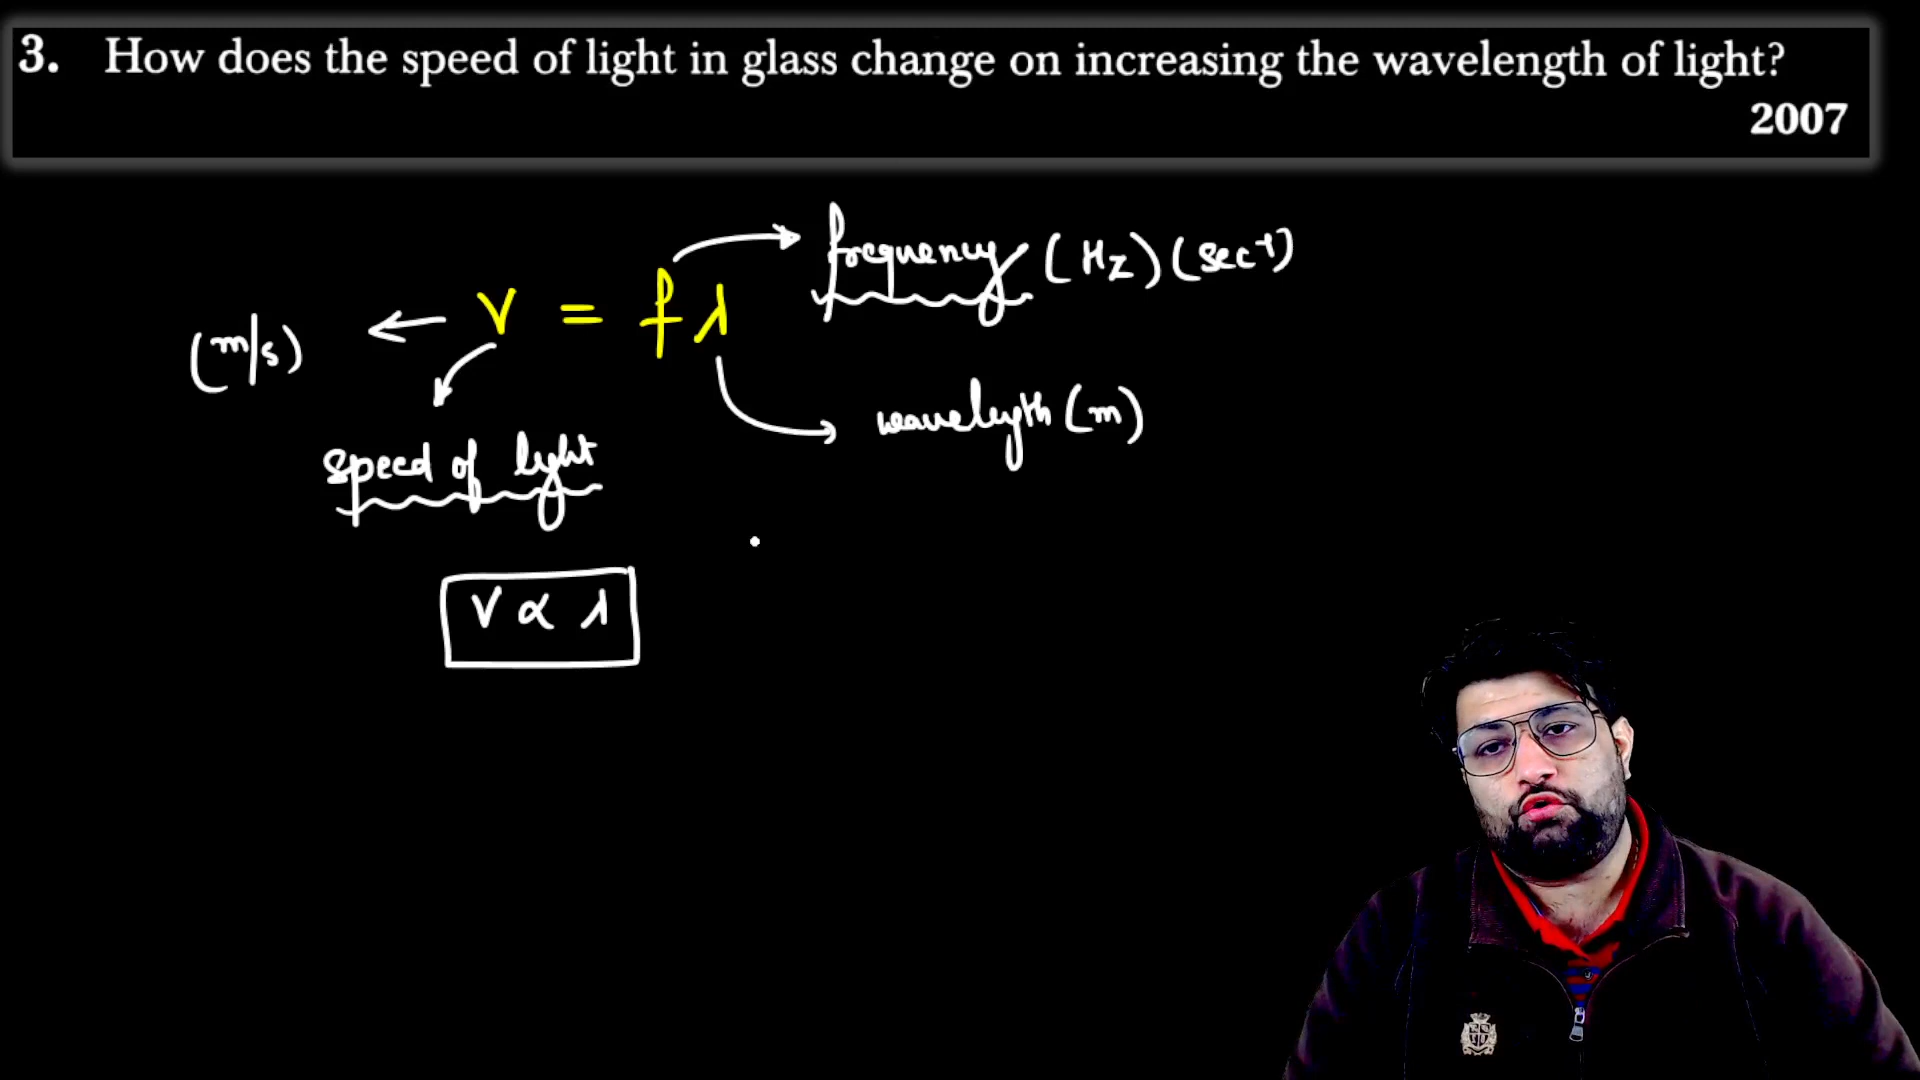 3. How does the speed of light in glass change on increasing the wavelength of light?
2007
frequency (Hz) (sec⁻¹)
(m/s) ← v = fλ
wavelength (m)
speed of light
v ∝ λ